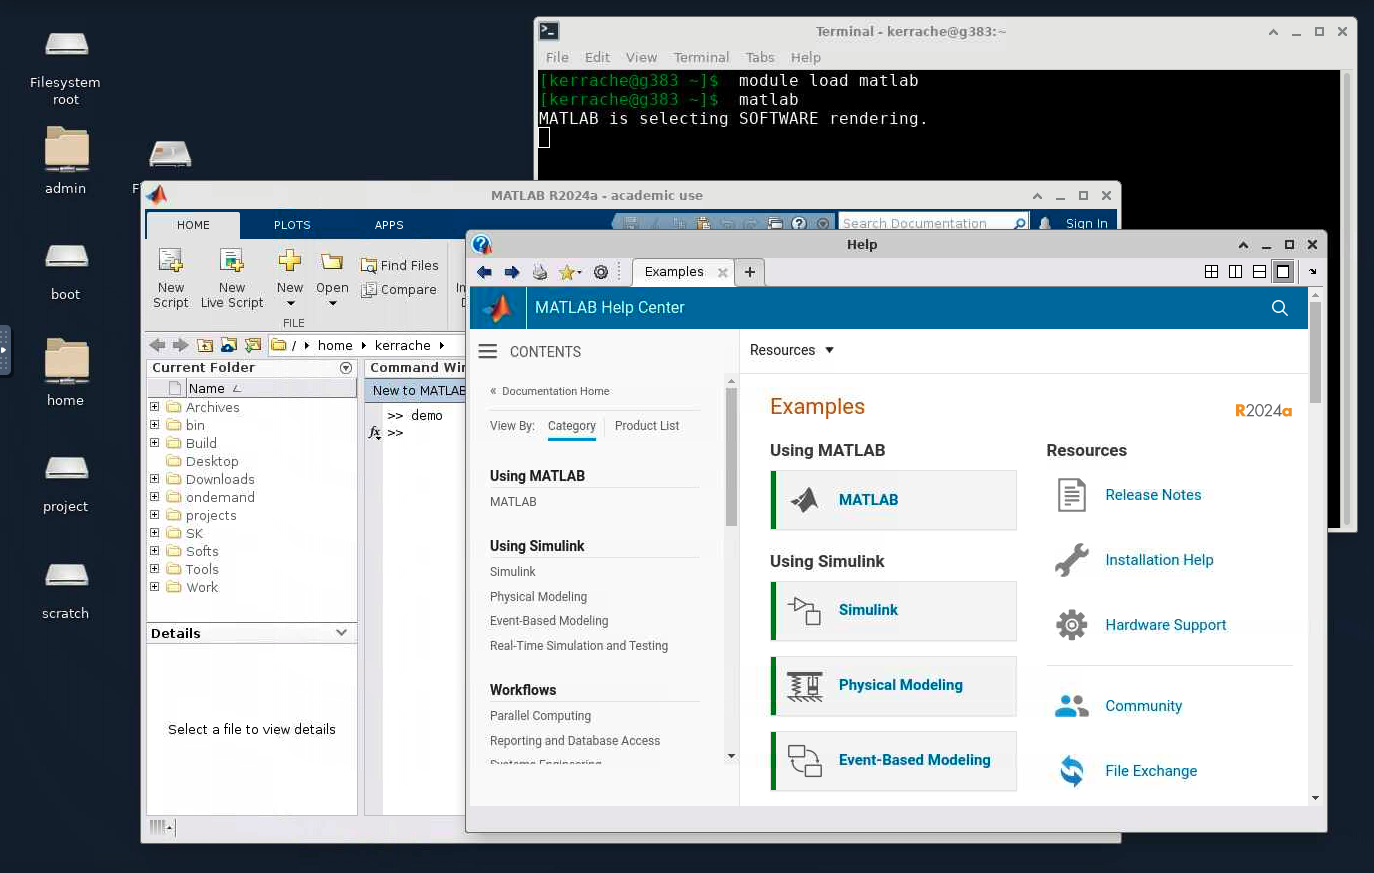 Filesystem
root
admin
boot
home
project
scratch
Terminal - kerrache@g383:~
File Edit View Terminal Tabs Help
[kerrache@g383 ~]$ module load matlab
[kerrache@g383 ~]$ matlab
MATLAB is selecting SOFTWARE rendering.
MATLAB R2024a - academic use
HOME PLOTS APPS
Search Documentation
Sign In
New
Script
New
Live Script
New
Open
Find Files
Compare
FILE
/ home kerrache
Current Folder
Name
Archives
bin
Build
Desktop
Downloads
ondemand
projects
SK
Softs
Tools
Work
Details
Select a file to view details
Command Win
New to MATLAB
>> demo
fx >>
Help
Examples
MATLAB Help Center
CONTENTS
« Documentation Home
View By: Category Product List
Using MATLAB
MATLAB
Using Simulink
Simulink
Physical Modeling
Event-Based Modeling
Real-Time Simulation and Testing
Workflows
Parallel Computing
Reporting and Database Access
Systems Engineering
Resources
Examples
R2024a
Using MATLAB
MATLAB
Using Simulink
Simulink
Physical Modeling
Event-Based Modeling
Resources
Release Notes
Installation Help
Hardware Support
Community
File Exchange